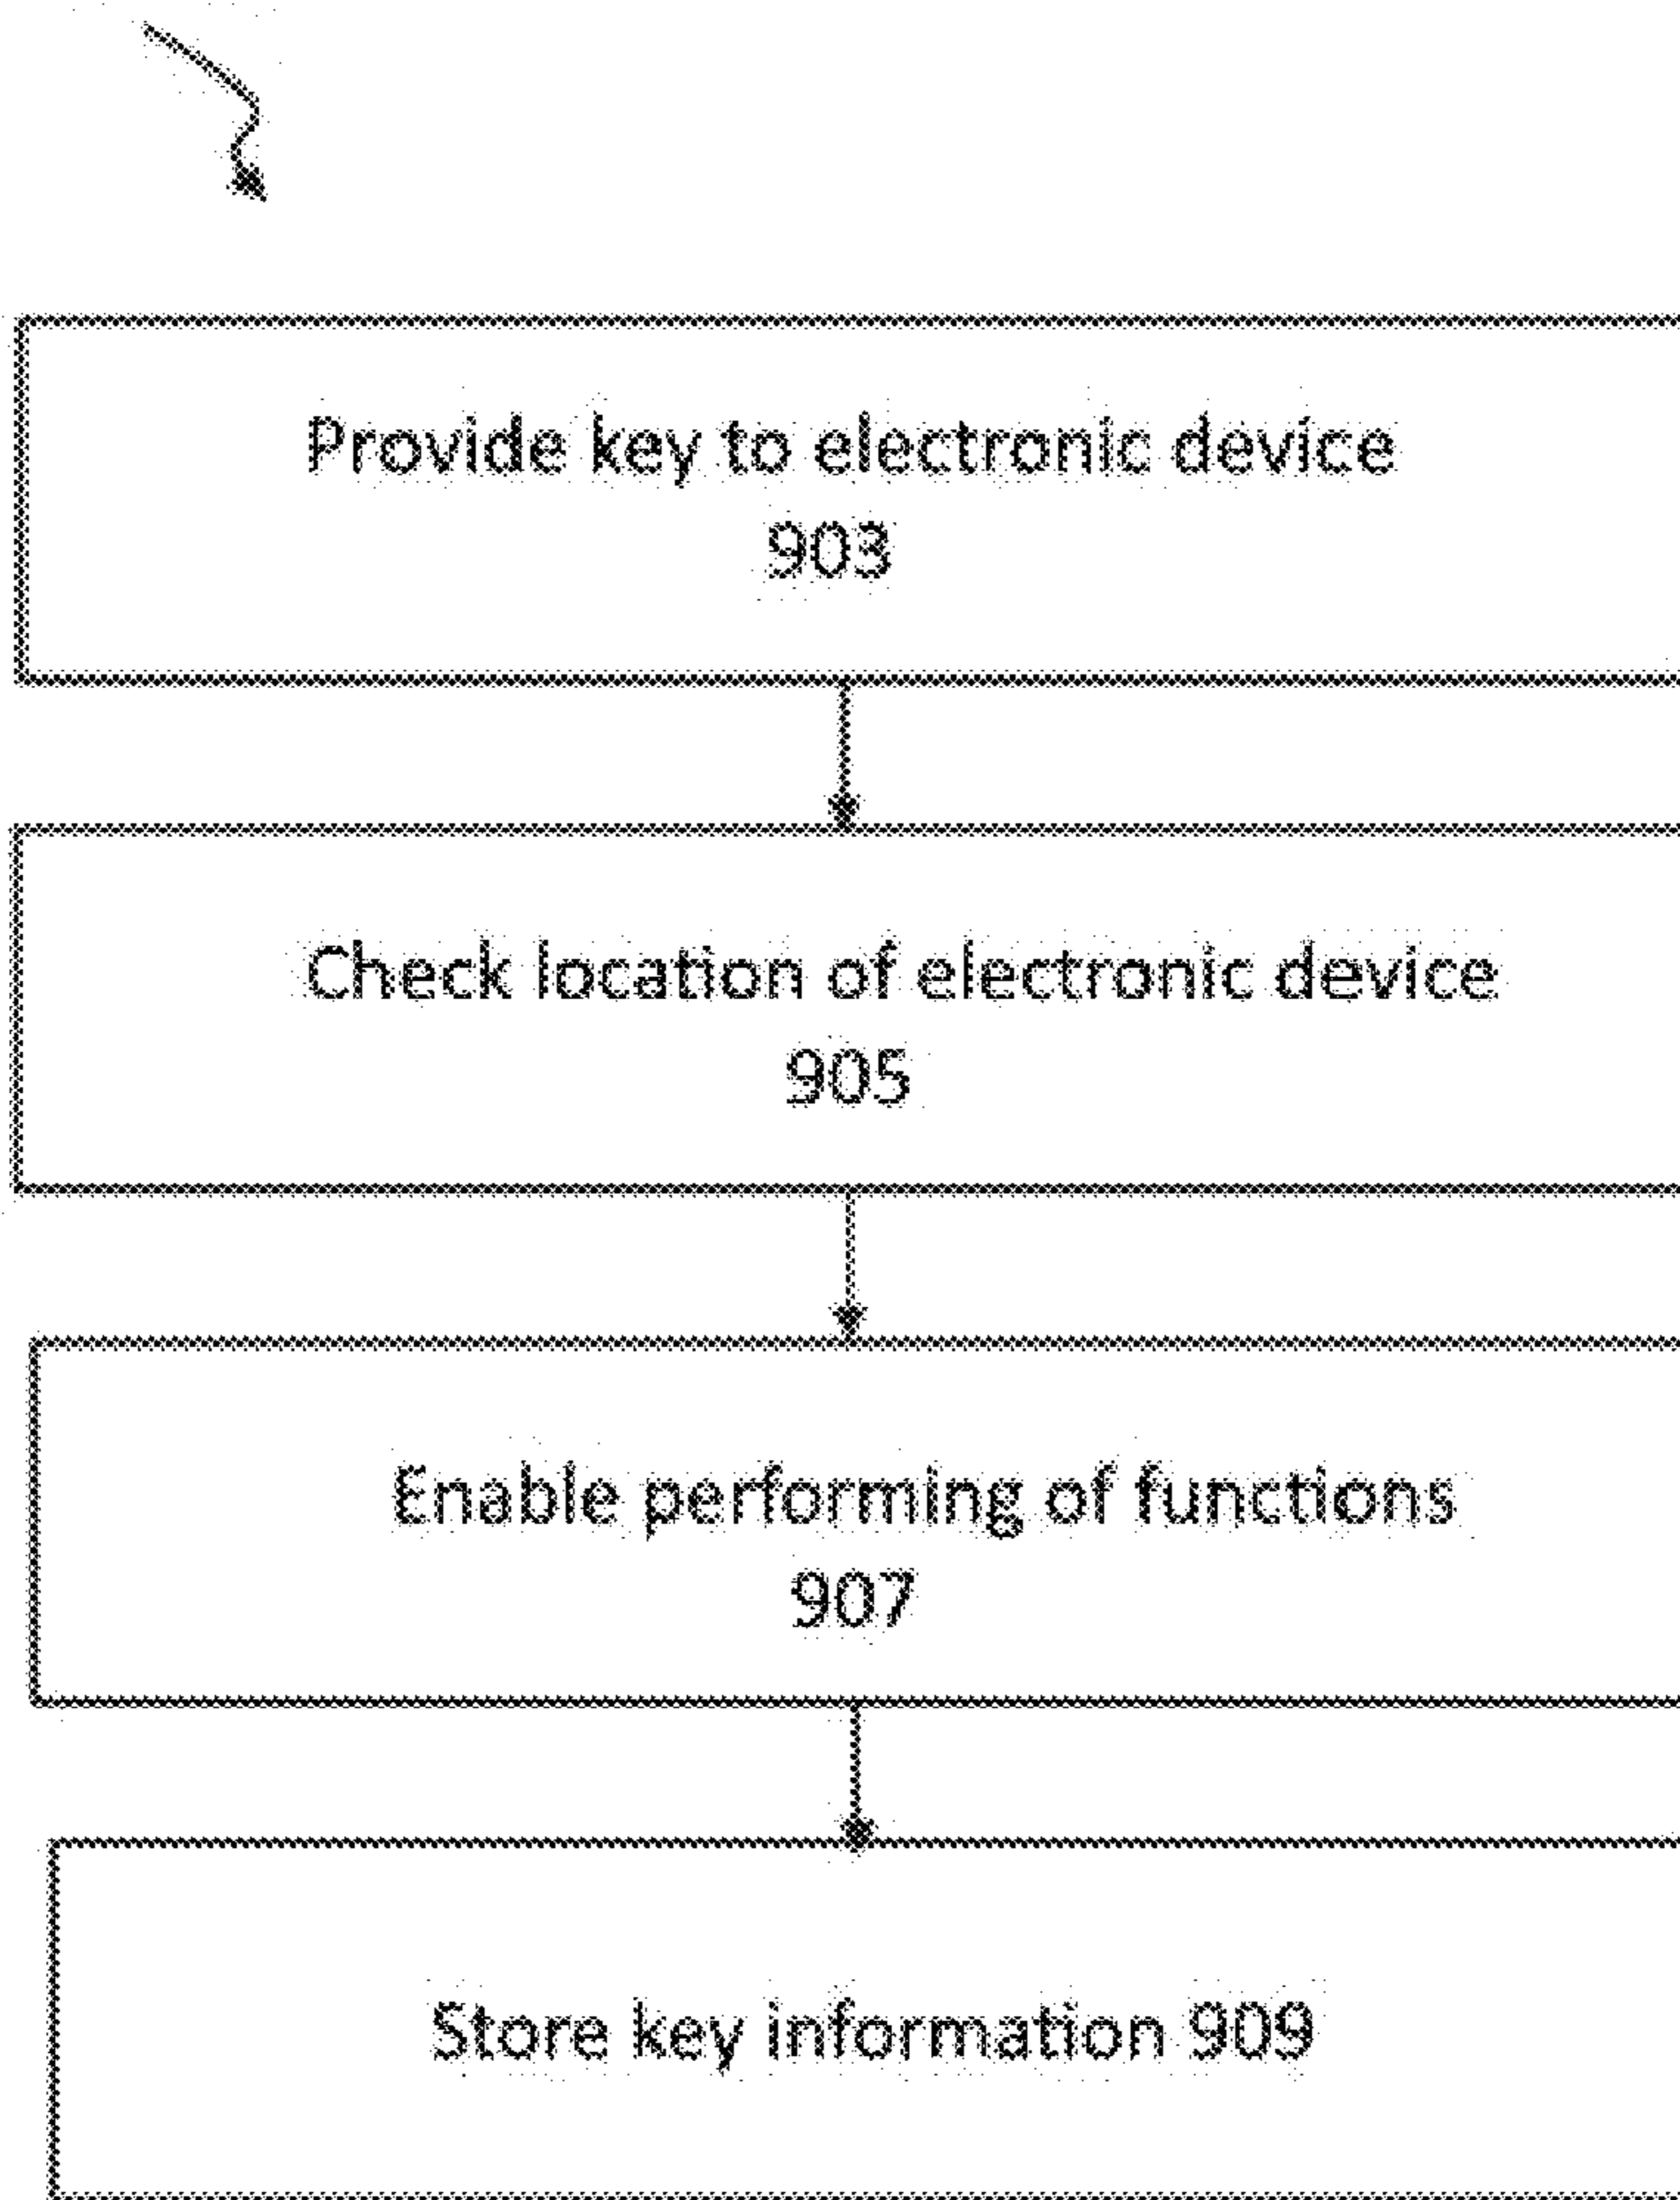 Provide key to electronic device
903
Check location of electronic device
905
Enable performing of functions
907
Store key information 909